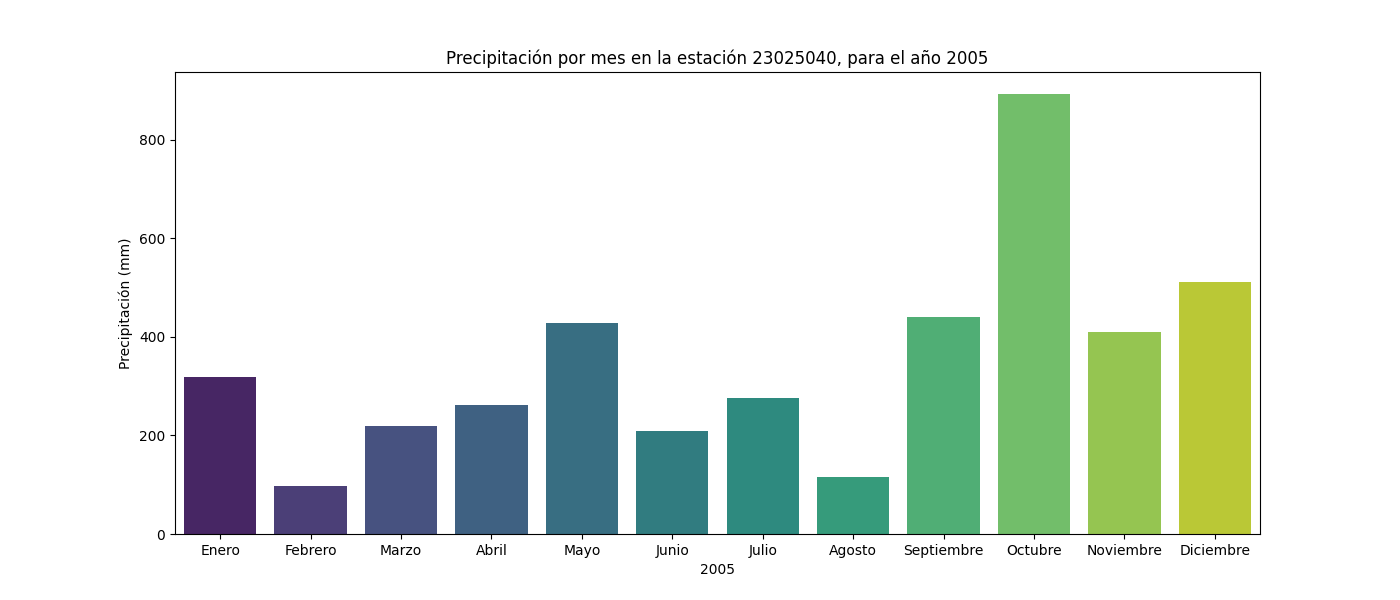 Precipitación por mes en la estación 23025040, para el año 2005
Precipitación (mm)
800
600
400
200
0
Enero Febrero Marzo Abril Mayo Junio Julio Agosto Septiembre Octubre Noviembre Diciembre
2005